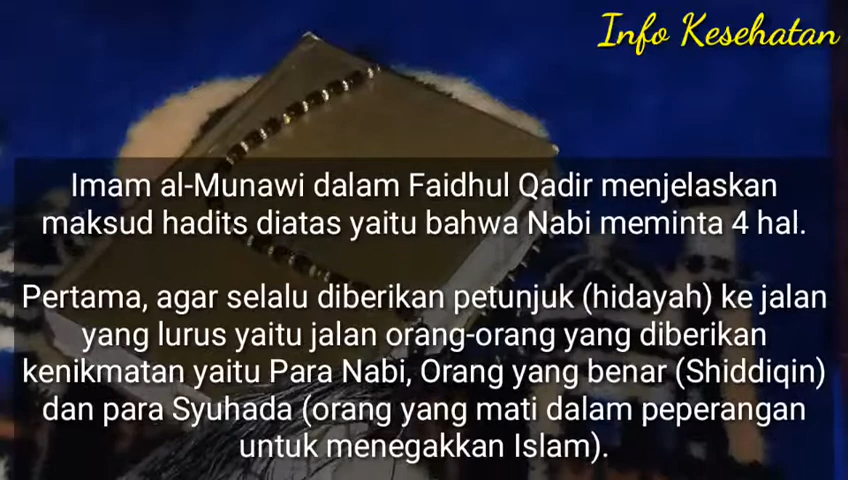 Info Kesehatan
Imam al-Munawi dalam Faidhul Qadir menjelaskan
maksud hadits diatas yaitu bahwa Nabi meminta 4 hal.
Pertama, agar selalu diberikan petunjuk (hidayah) ke jalan
yang lurus yaitu jalan orang-orang yang diberikan
kenikmatan yaitu Para Nabi, Orang yang benar (Shiddiqin)
dan para Syuhada (orang yang mati dalam peperangan
untuk menegakkan Islam).